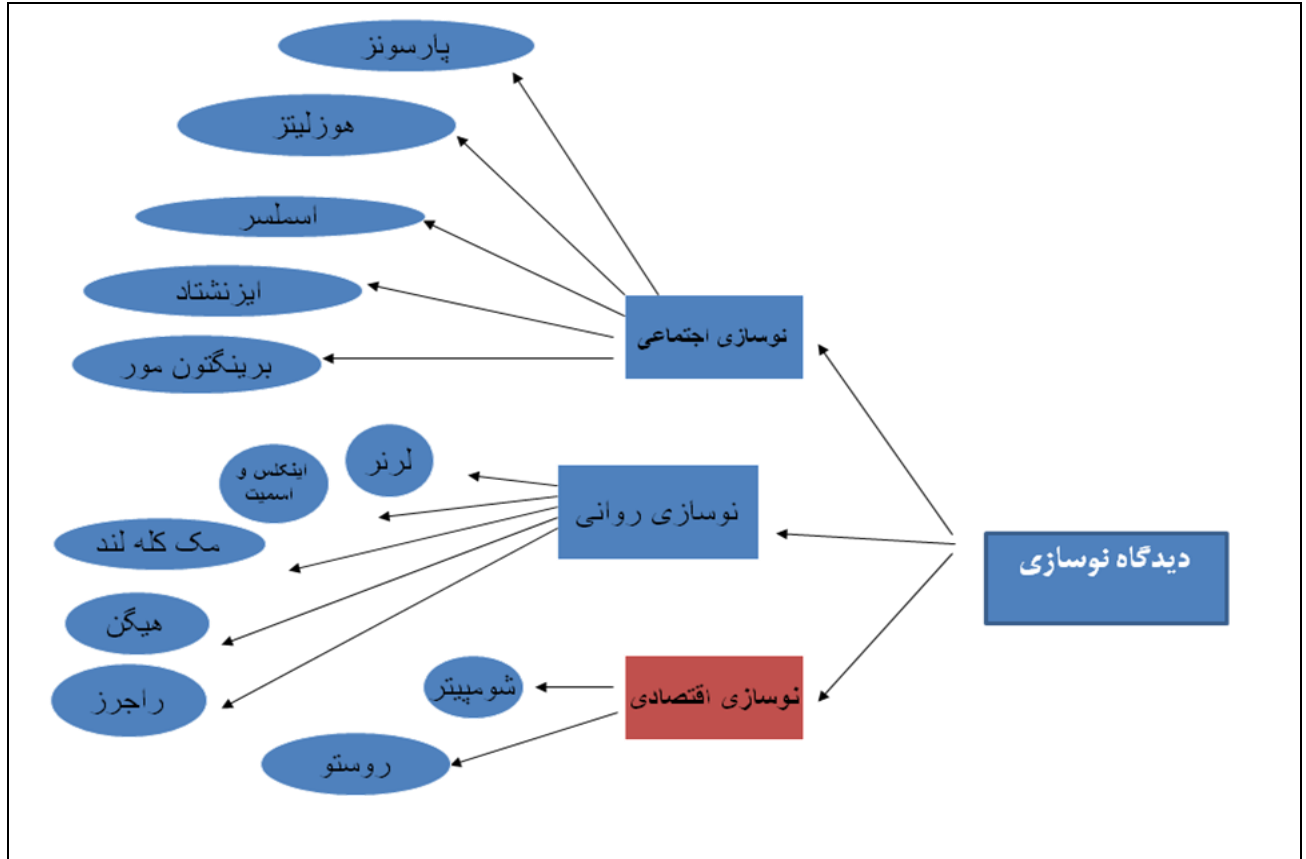 دیدگاه نوسازی
نوسازی اجتماعی
پارسونز
هوزلیتز
اسملسر
ایزنشتاد
برینگتون مور
نوسازی روانی
لرنر
اینکلس و
اسمیت
مک کله لند
هیگن
راجرز
نوسازی اقتصادی
شومپیتر
روستو